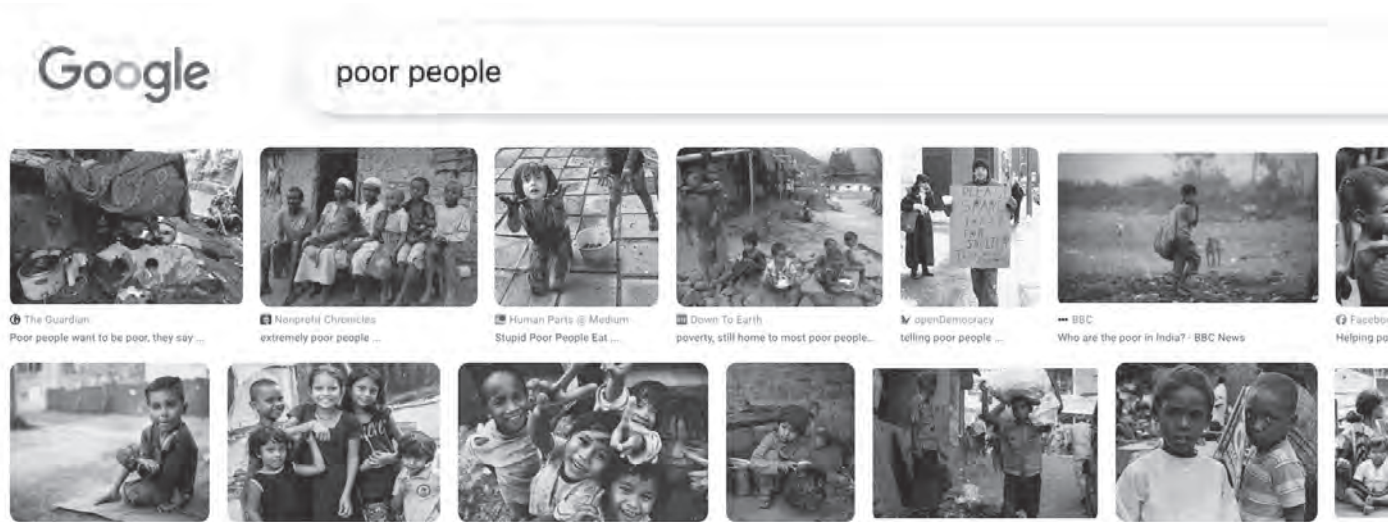 Google
poor people
The Guardian
Poor people want to be poor, they say ...
Nonprofit Chronicles
extremely poor people ...
Human Parts @ Medium
Stupid Poor People Eat ...
Down To Earth
poverty, still home to most poor people...
openDemocracy
telling poor people ...
BBC
Who are the poor in India? - BBC News
Facebo
Helping po